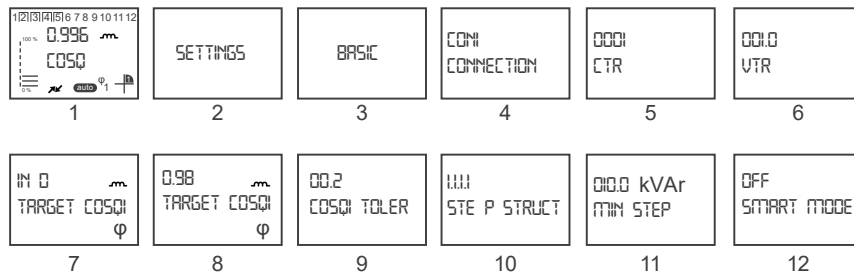 1 2 3 4 5 6 7 8 9 10 11 12
100 % 0.996
COSQ
0 % auto φ1
1
SETTINGS
2
BASIC
3
CON1
CONNECTION
4
0001
CTR
5
001.0
VTR
6
IN 0
TARGET COSQ1
φ
7
0.98
TARGET COSQ1
φ
8
00.2
COSQ1 TOLER
9
1.1.1.1
STE P STRUCT
10
010.0 kVAr
MIN STEP
11
OFF
SMART MODE
12